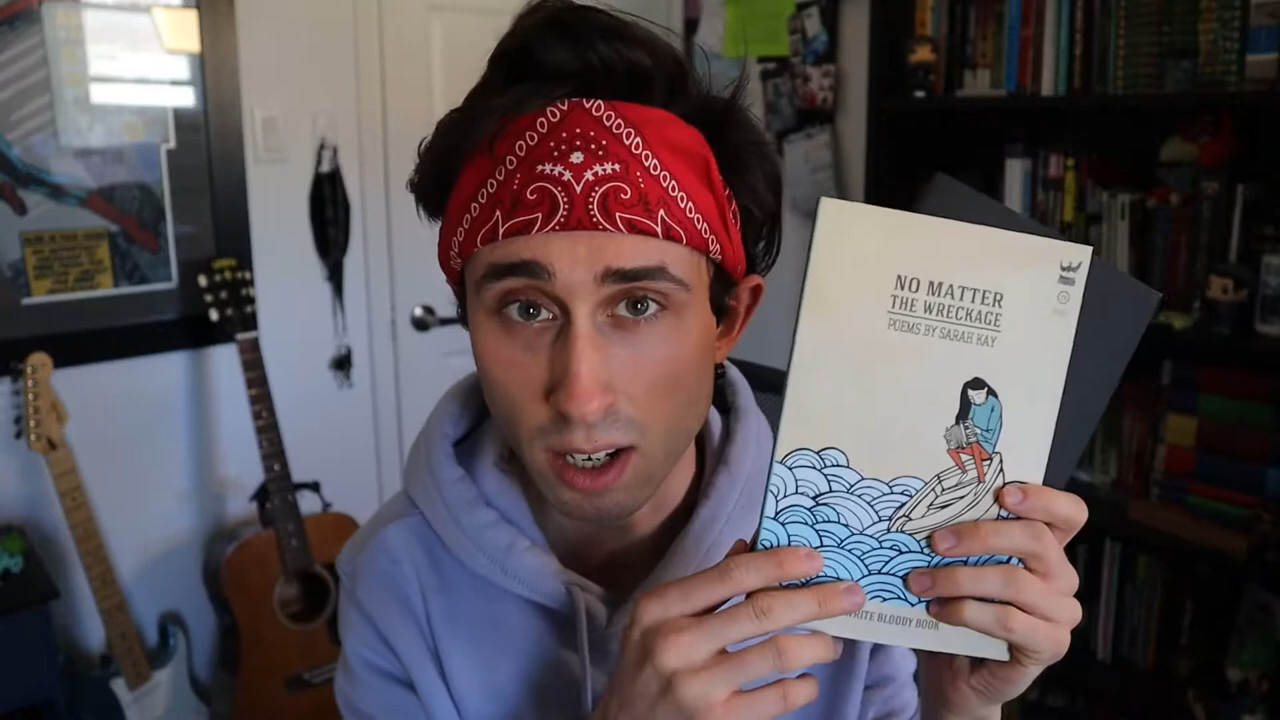 NO MATTER
THE WRECKAGE
POEMS BY SARAH KAY
WRITE BLOODY BOOK